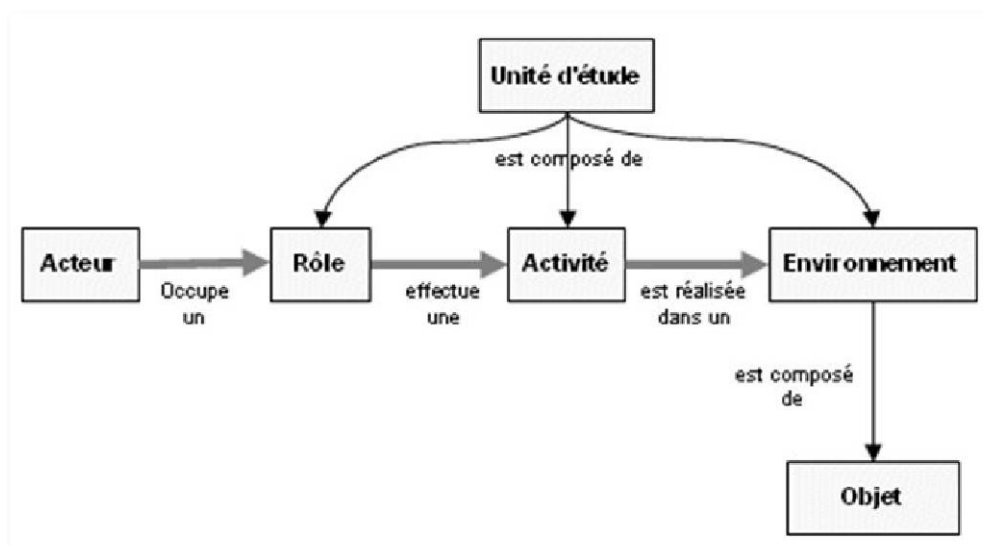 Unité d'étude
est composé de
Acteur
Rôle
Activité
Environnement
Occupe
un
effectue
une
est réalisée
dans un
est composé
de
Objet